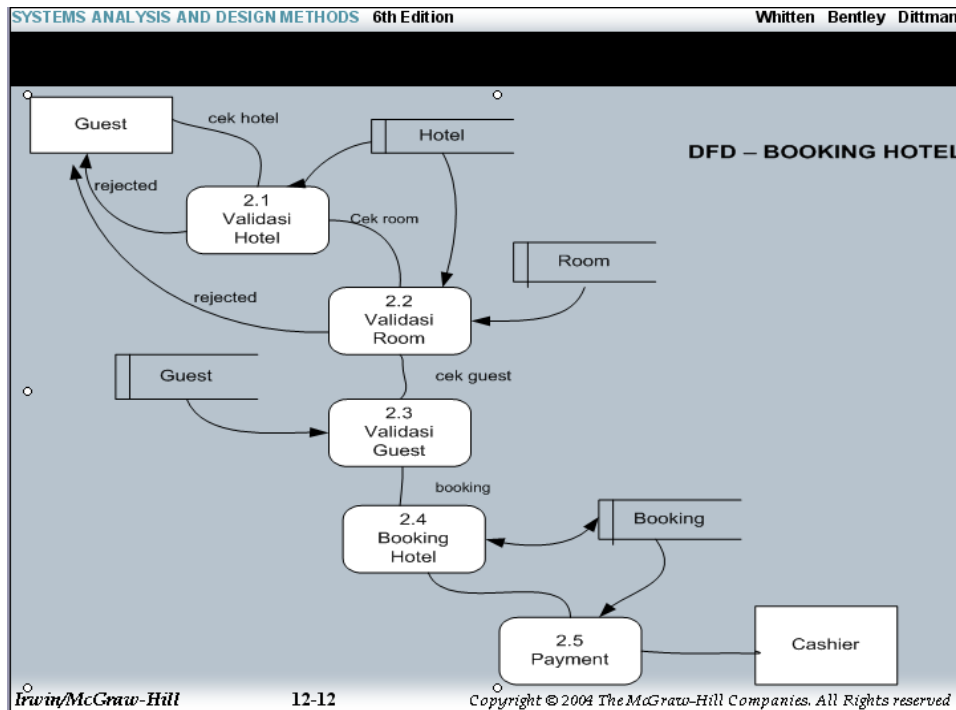 SYSTEMS ANALYSIS AND DESIGN METHODS 6th Edition
Whitten Bentley Dittman
DFD – BOOKING HOTEL
Guest
cek hotel
Hotel
rejected
2.1
Validasi
Hotel
Cek room
Room
rejected
2.2
Validasi
Room
Guest
cek guest
2.3
Validasi
Guest
booking
2.4
Booking
Hotel
Booking
2.5
Payment
Cashier
Irwin/McGraw-Hill
12-12
Copyright © 2004 The McGraw-Hill Companies. All Rights reserved